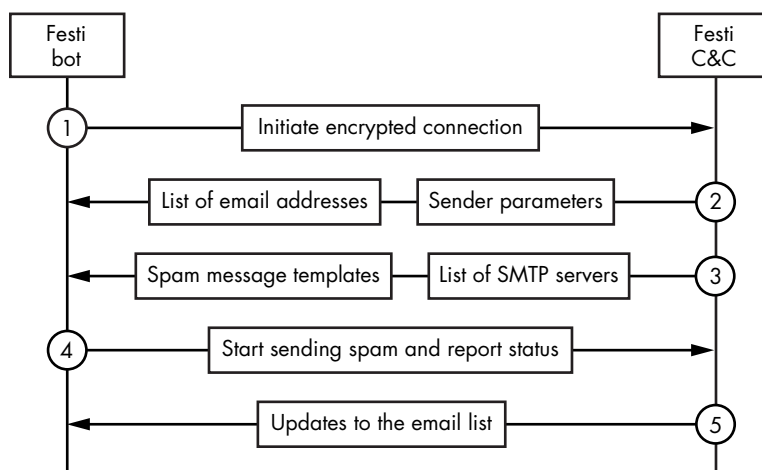 Festi
bot
Festi
C&C
1
Initiate encrypted connection
List of email addresses
Sender parameters
2
Spam message templates
List of SMTP servers
3
4
Start sending spam and report status
Updates to the email list
5